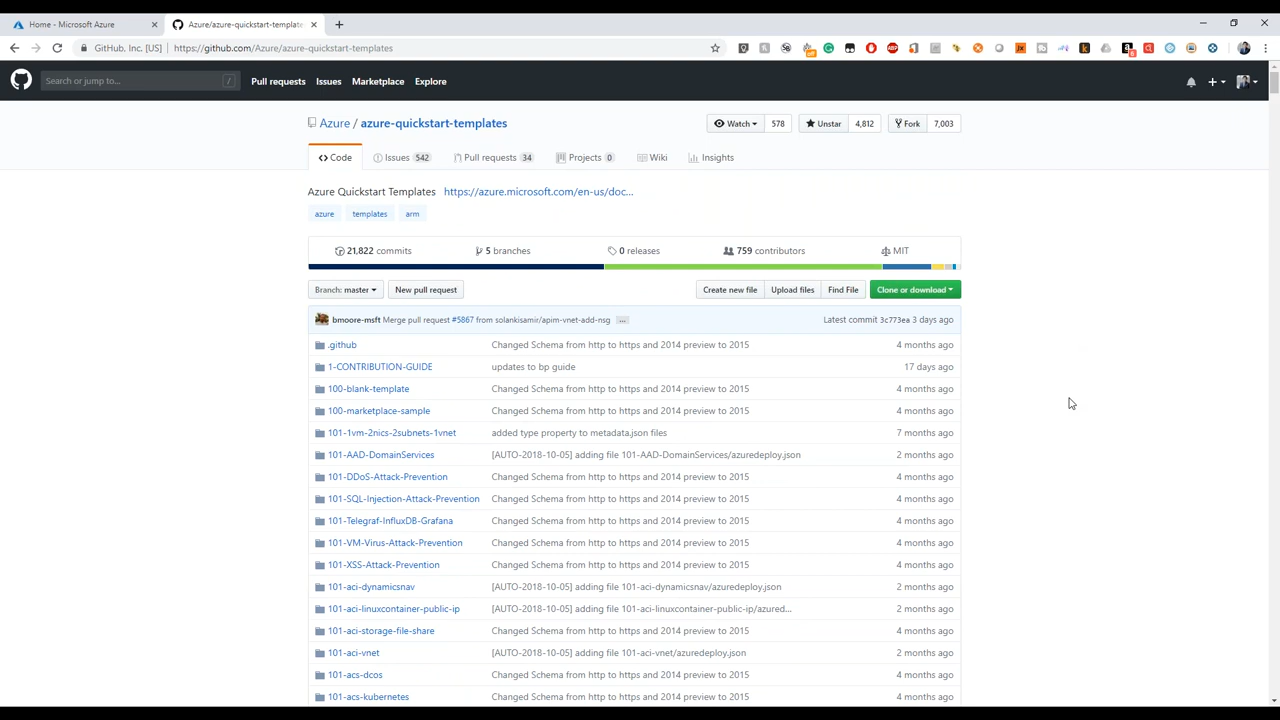 Home - Microsoft Azure
Azure/azure-quickstart-template
GitHub, Inc. [US] https://github.com/Azure/azure-quickstart-templates
Search or jump to... /
Pull requests Issues Marketplace Explore
Azure / azure-quickstart-templates
Watch 578 Unstar 4,812 Fork 7,003
Code Issues 542 Pull requests 34 Projects 0 Wiki Insights
Azure Quickstart Templates https://azure.microsoft.com/en-us/doc...
azure templates arm
21,822 commits 5 branches 0 releases 759 contributors MIT
Branch: master New pull request Create new file Upload files Find File Clone or download
bmoore-msft Merge pull request #5867 from solankisamir/apim-vnet-add-nsg ... Latest commit 3c773ea 3 days ago
.github Changed Schema from http to https and 2014 preview to 2015 4 months ago
1-CONTRIBUTION-GUIDE updates to bp guide 17 days ago
100-blank-template Changed Schema from http to https and 2014 preview to 2015 4 months ago
100-marketplace-sample Changed Schema from http to https and 2014 preview to 2015 4 months ago
101-1vm-2nics-2subnets-1vnet added type property to metadata.json files 7 months ago
101-AAD-DomainServices [AUTO-2018-10-05] adding file 101-AAD-DomainServices/azuredeploy.json 2 months ago
101-DDoS-Attack-Prevention Changed Schema from http to https and 2014 preview to 2015 4 months ago
101-SQL-Injection-Attack-Prevention Changed Schema from http to https and 2014 preview to 2015 4 months ago
101-Telegraf-InfluxDB-Grafana Changed Schema from http to https and 2014 preview to 2015 4 months ago
101-VM-Virus-Attack-Prevention Changed Schema from http to https and 2014 preview to 2015 4 months ago
101-XSS-Attack-Prevention Changed Schema from http to https and 2014 preview to 2015 4 months ago
101-aci-dynamicsnav [AUTO-2018-10-05] adding file 101-aci-dynamicsnav/azuredeploy.json 2 months ago
101-aci-linuxcontainer-public-ip [AUTO-2018-10-05] adding file 101-aci-linuxcontainer-public-ip/azured... 2 months ago
101-aci-storage-file-share Changed Schema from http to https and 2014 preview to 2015 4 months ago
101-aci-vnet [AUTO-2018-10-05] adding file 101-aci-vnet/azuredeploy.json 2 months ago
101-acs-dcos Changed Schema from http to https and 2014 preview to 2015 4 months ago
101-acs-kubernetes Changed Schema from http to https and 2014 preview to 2015 4 months ago